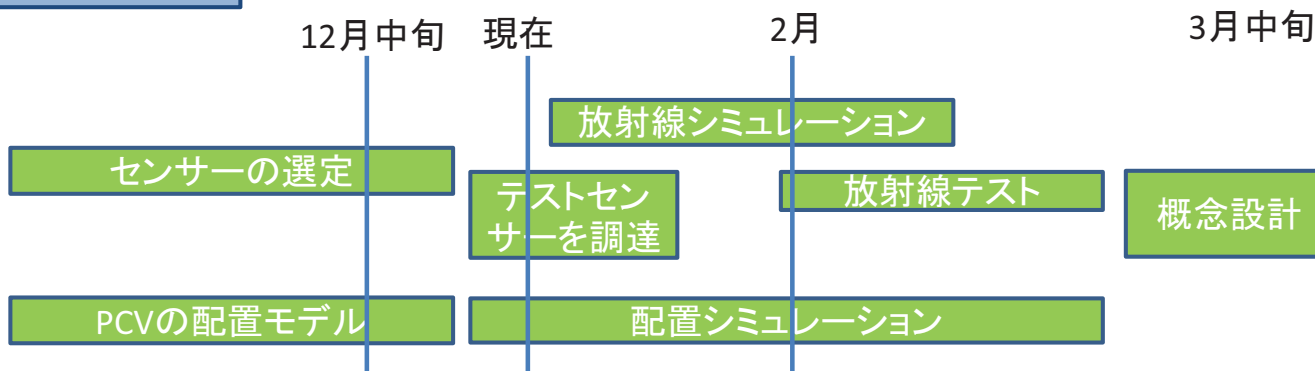 12月中旬
現在
2月
3月中旬
放射線シミュレーション
センサーの選定
テストセン
サーを調達
放射線テスト
概念設計
PCVの配置モデル
配置シミュレーション